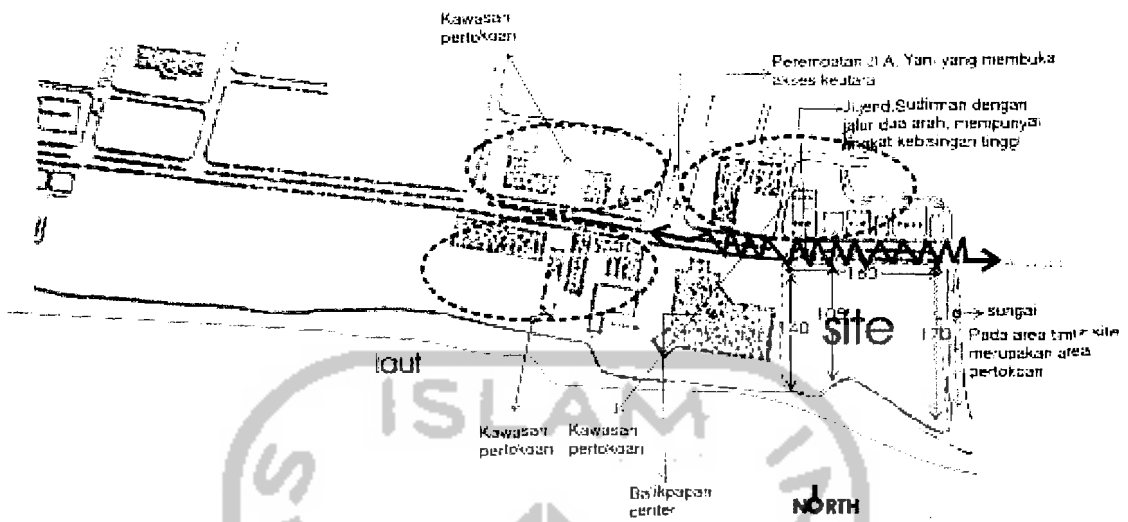 Kawasan
pertokoan
Perempatan Jl A. Yani yang membuka
akses keutara
Jl.jend.Sudirman dengan
jalur dua arah, mempunyai
tingkat kebisingan tinggi
160
140
109
170
site
sungai
Pada area timur site
merupakan area
pertokoan
laut
ISLAM
Kawasan
pertokoan
Kawasan
pertokoan
Balikpapan
center
NORTH